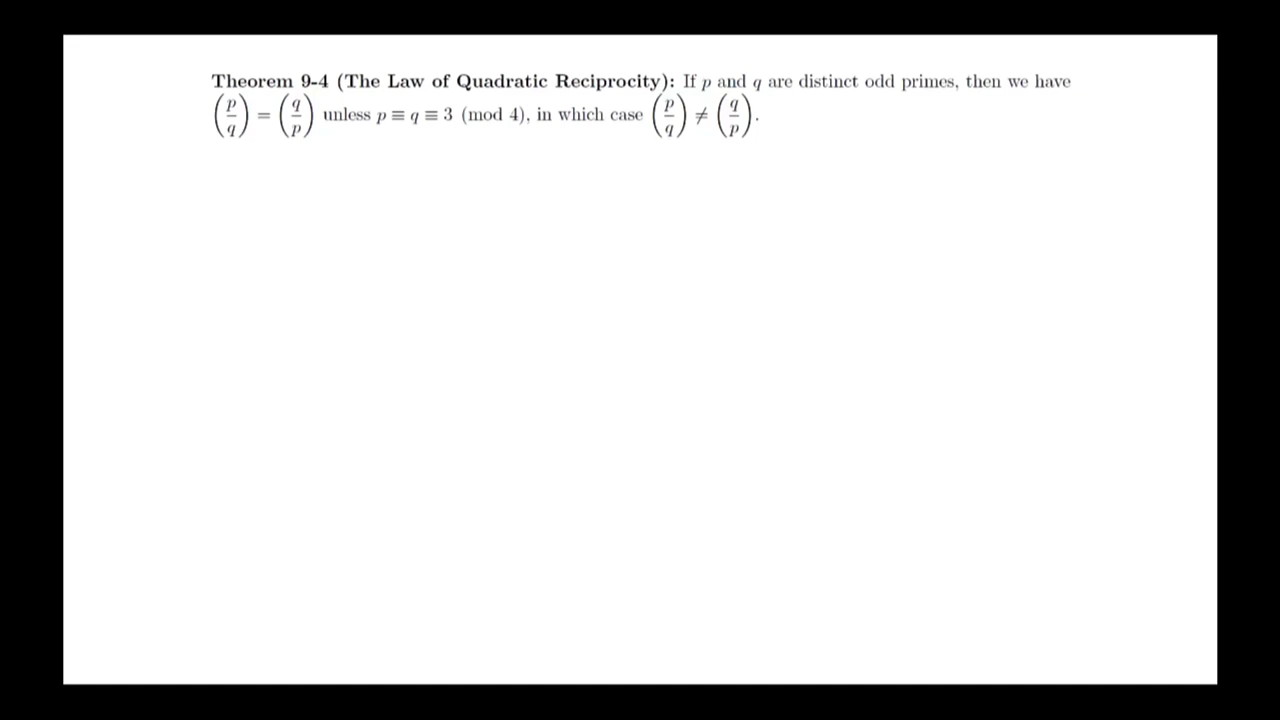 Theorem 9-4 (The Law of Quadratic Reciprocity): If p and q are distinct odd primes, then we have
(p/q) = (q/p) unless p ≡ q ≡ 3 (mod 4), in which case (p/q) ≠ (q/p).